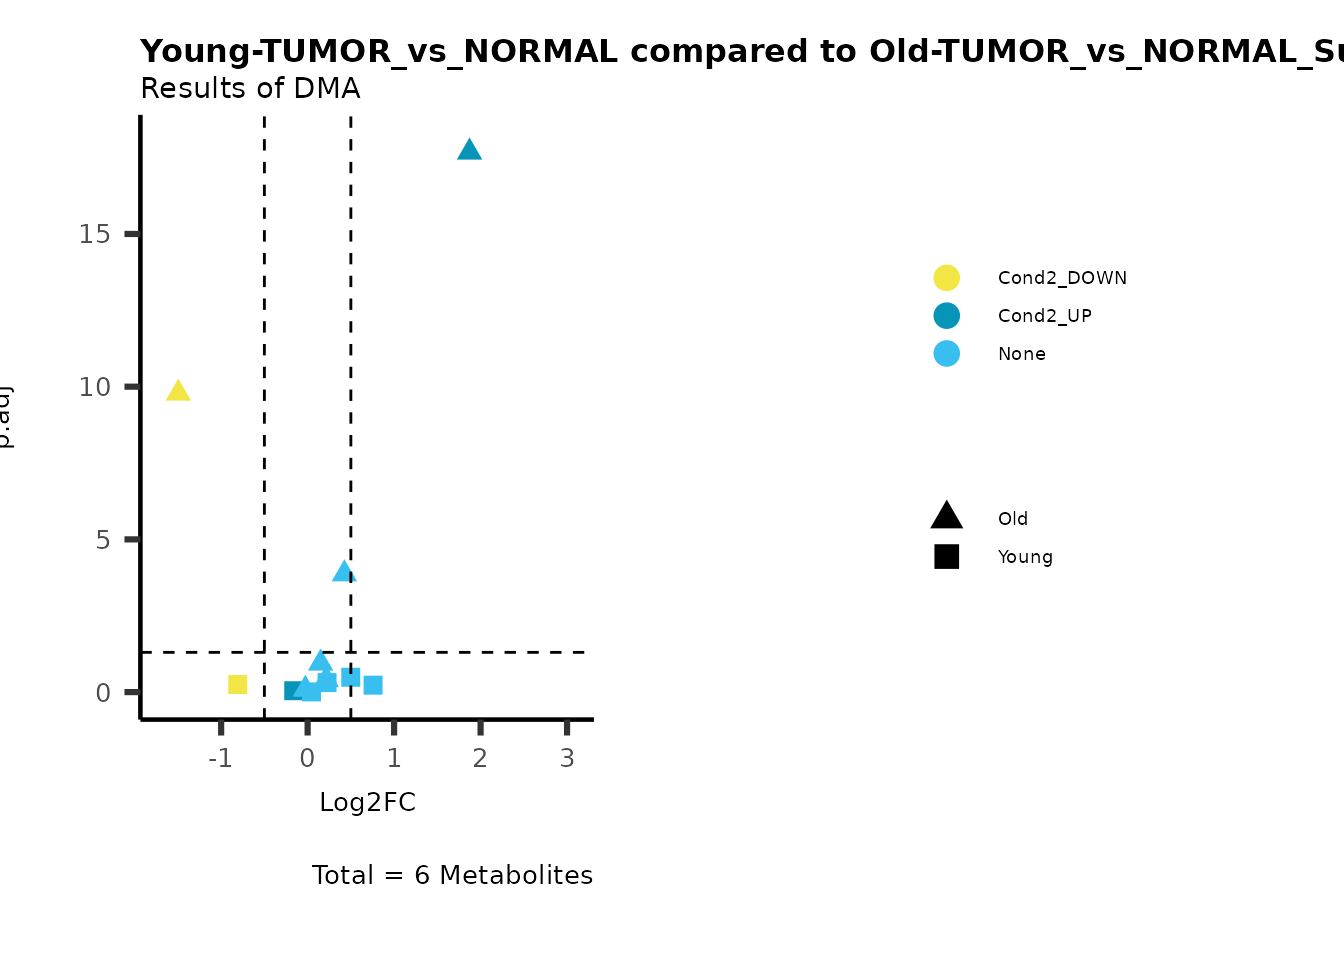 Young-TUMOR_vs_NORMAL compared to Old-TUMOR_vs_NORMAL_Su
Results of DMA
15
10
5
0
p.adj
-1 0 1 2 3
Log2FC
Total = 6 Metabolites
Cond2_DOWN
Cond2_UP
None
Old
Young